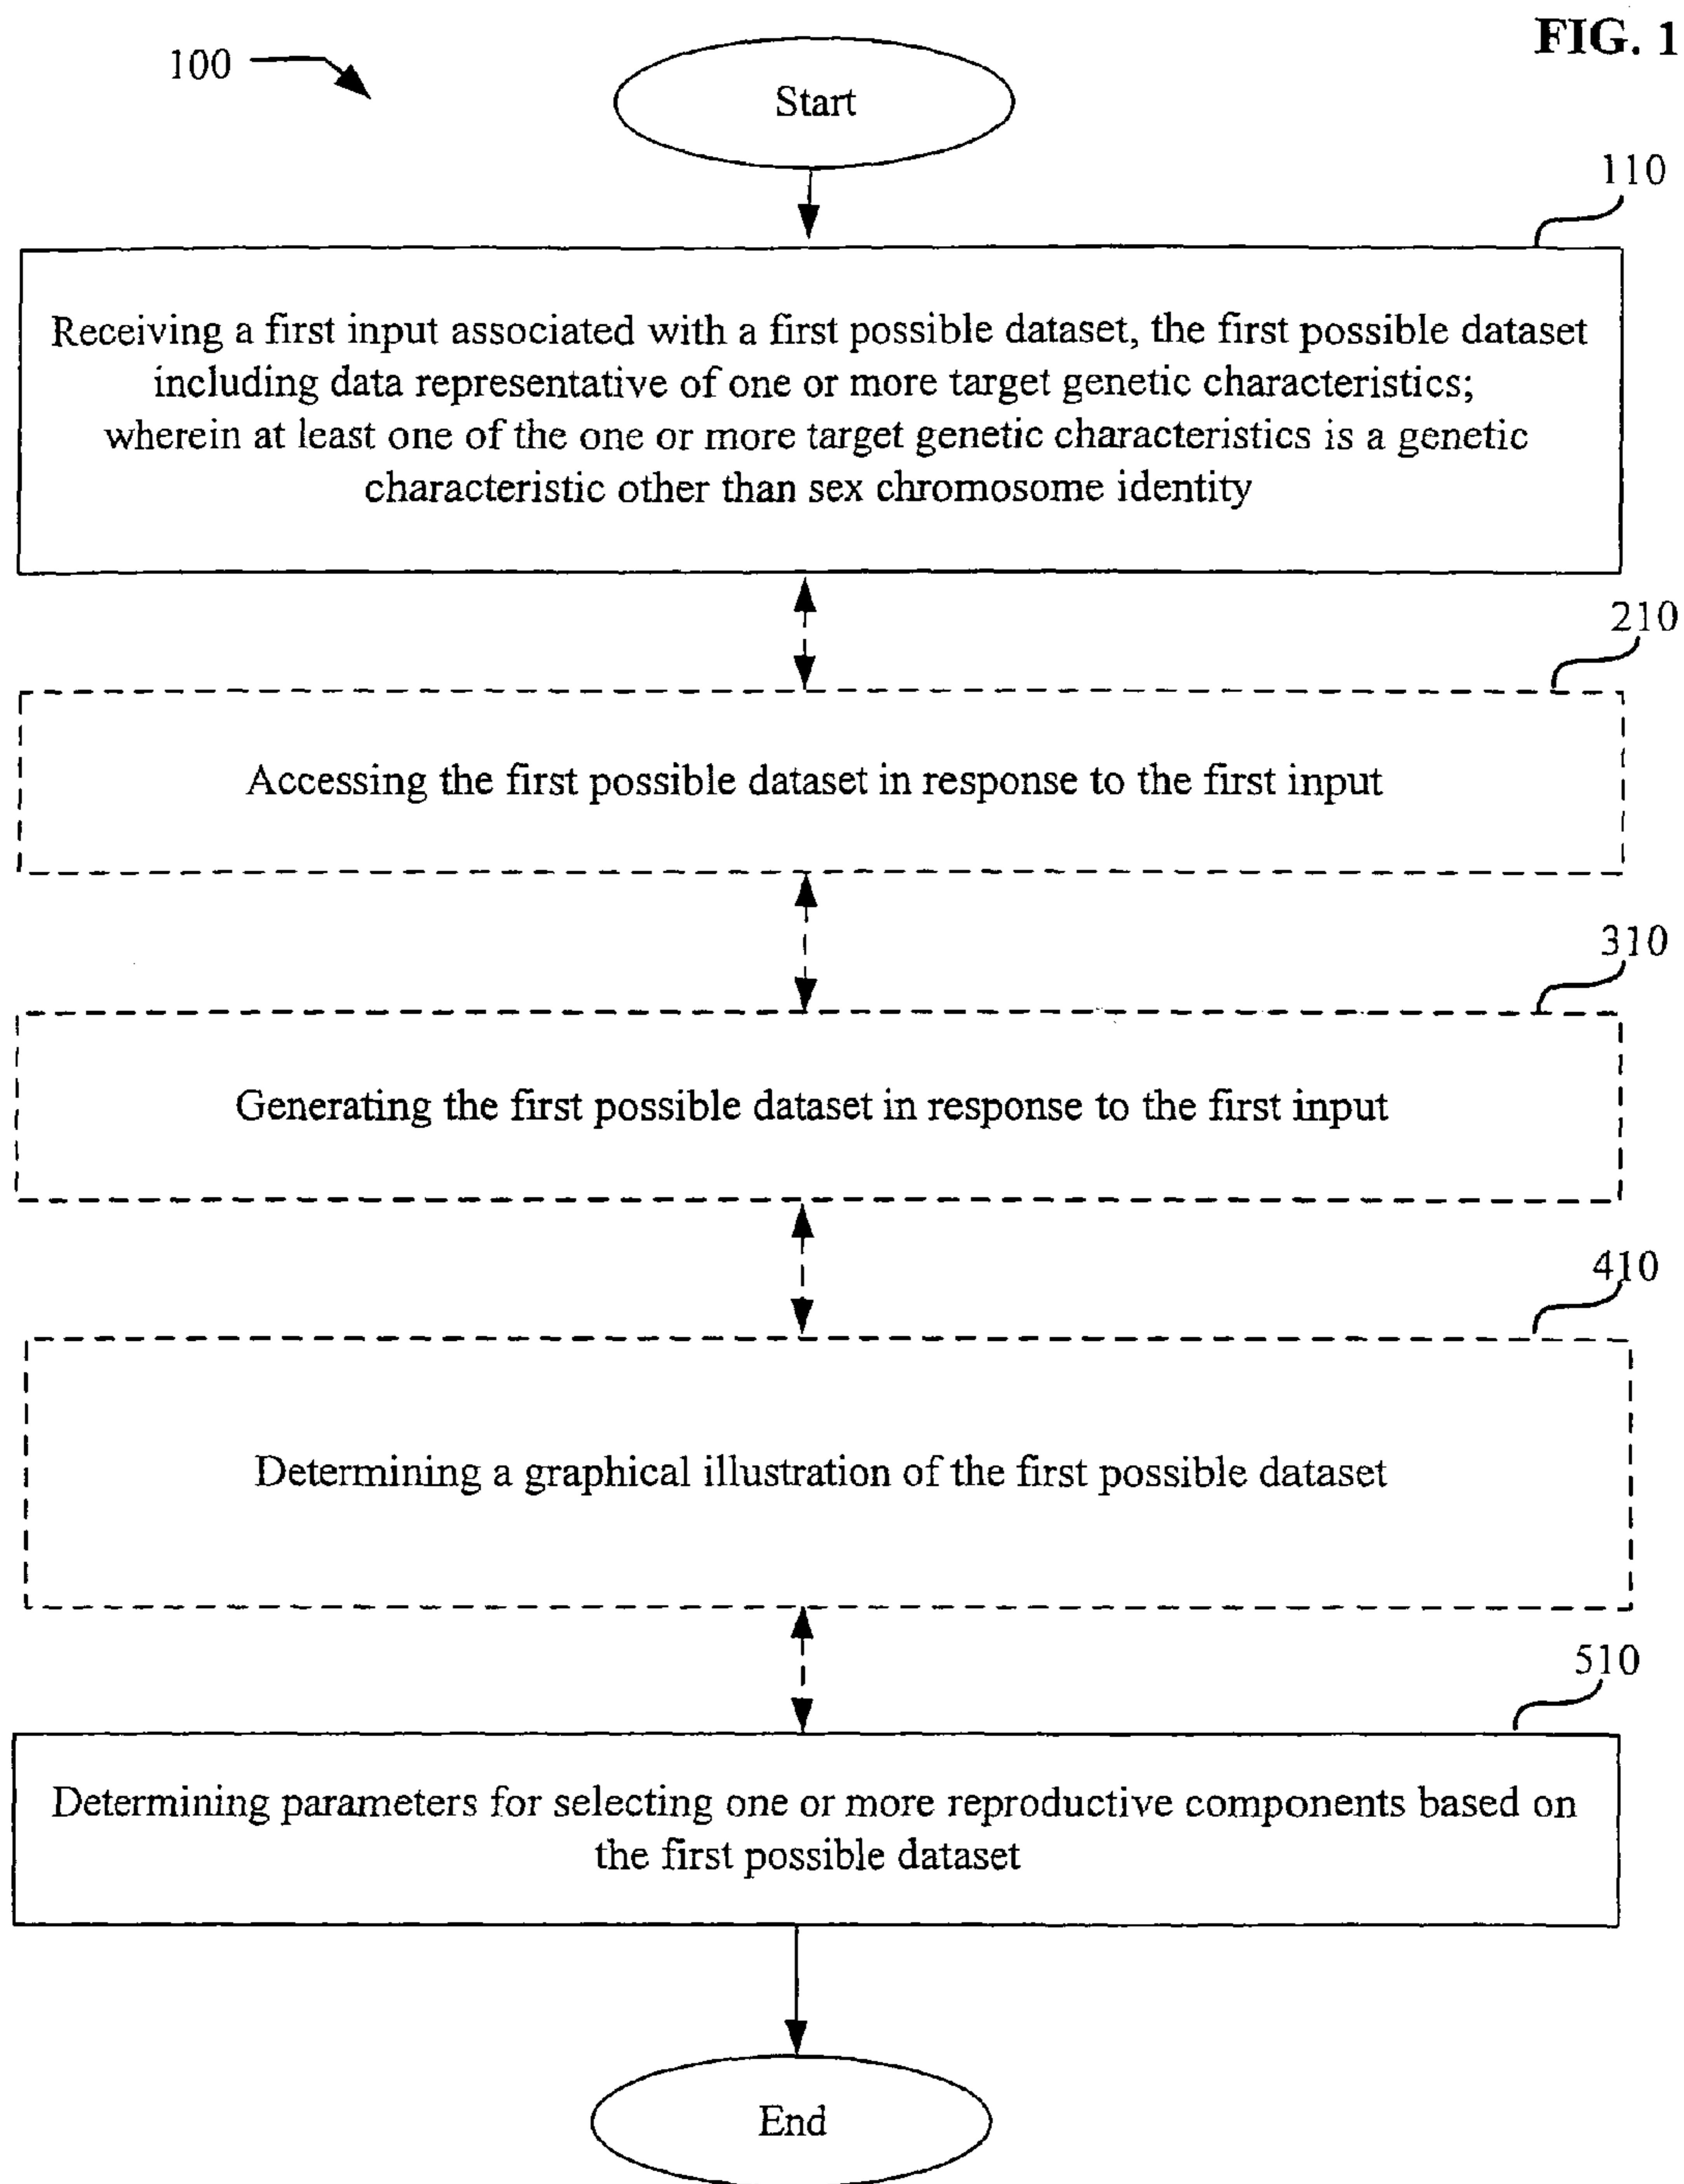 FIG. 1
100
Start
110
Receiving a first input associated with a first possible dataset, the first possible dataset
including data representative of one or more target genetic characteristics;
wherein at least one of the one or more target genetic characteristics is a genetic
characteristic other than sex chromosome identity
210
Accessing the first possible dataset in response to the first input
310
Generating the first possible dataset in response to the first input
410
Determining a graphical illustration of the first possible dataset
510
Determining parameters for selecting one or more reproductive components based on
the first possible dataset
End